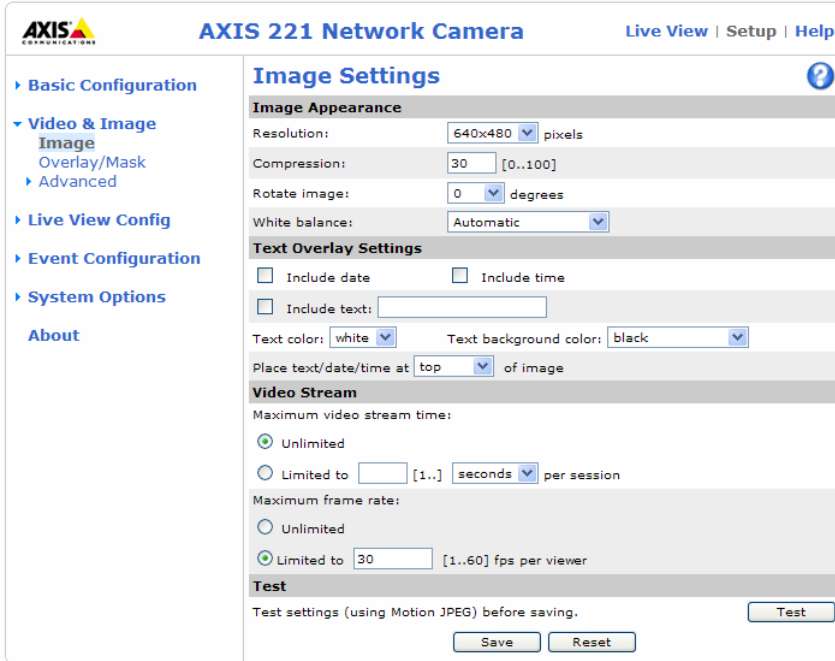 AXIS
COMMUNICATIONS
AXIS 221 Network Camera
Live View | Setup | Help
Basic Configuration
Video & Image
Image
Overlay/Mask
Advanced
Live View Config
Event Configuration
System Options
About
Image Settings
?
Image Appearance
Resolution: 640x480 pixels
Compression: 30 [0..100]
Rotate image: 0 degrees
White balance: Automatic
Text Overlay Settings
Include date Include time
Include text:
Text color: white Text background color: black
Place text/date/time at top of image
Video Stream
Maximum video stream time:
Unlimited
Limited to [1..] seconds per session
Maximum frame rate:
Unlimited
Limited to 30 [1..60] fps per viewer
Test
Test settings (using Motion JPEG) before saving. Test
Save Reset